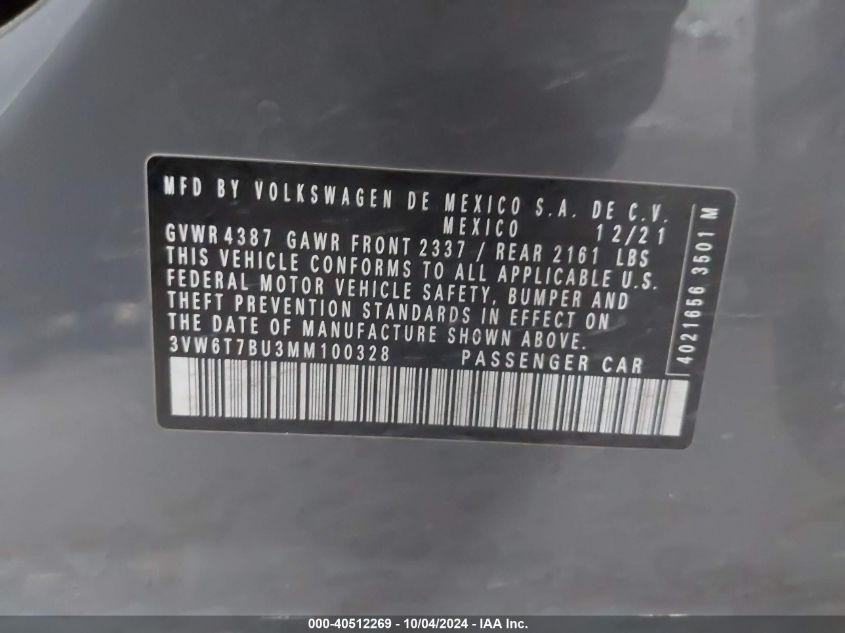 MFD BY VOLKSWAGEN DE MEXICO S.A. DE C.V.
MEXICO 12/21
GVWR 4387 GAWR FRONT 2337 / REAR 2161 LBS
THIS VEHICLE CONFORMS TO ALL APPLICABLE U.S.
FEDERAL MOTOR VEHICLE SAFETY, BUMPER AND
THEFT PREVENTION STANDARDS IN EFFECT ON
THE DATE OF MANUFACTURE SHOWN ABOVE.
3VW6T7BU3MM100328 PASSENGER CAR
4021656 3501 M
000-40512269 - 10/04/2024 - IAA Inc.